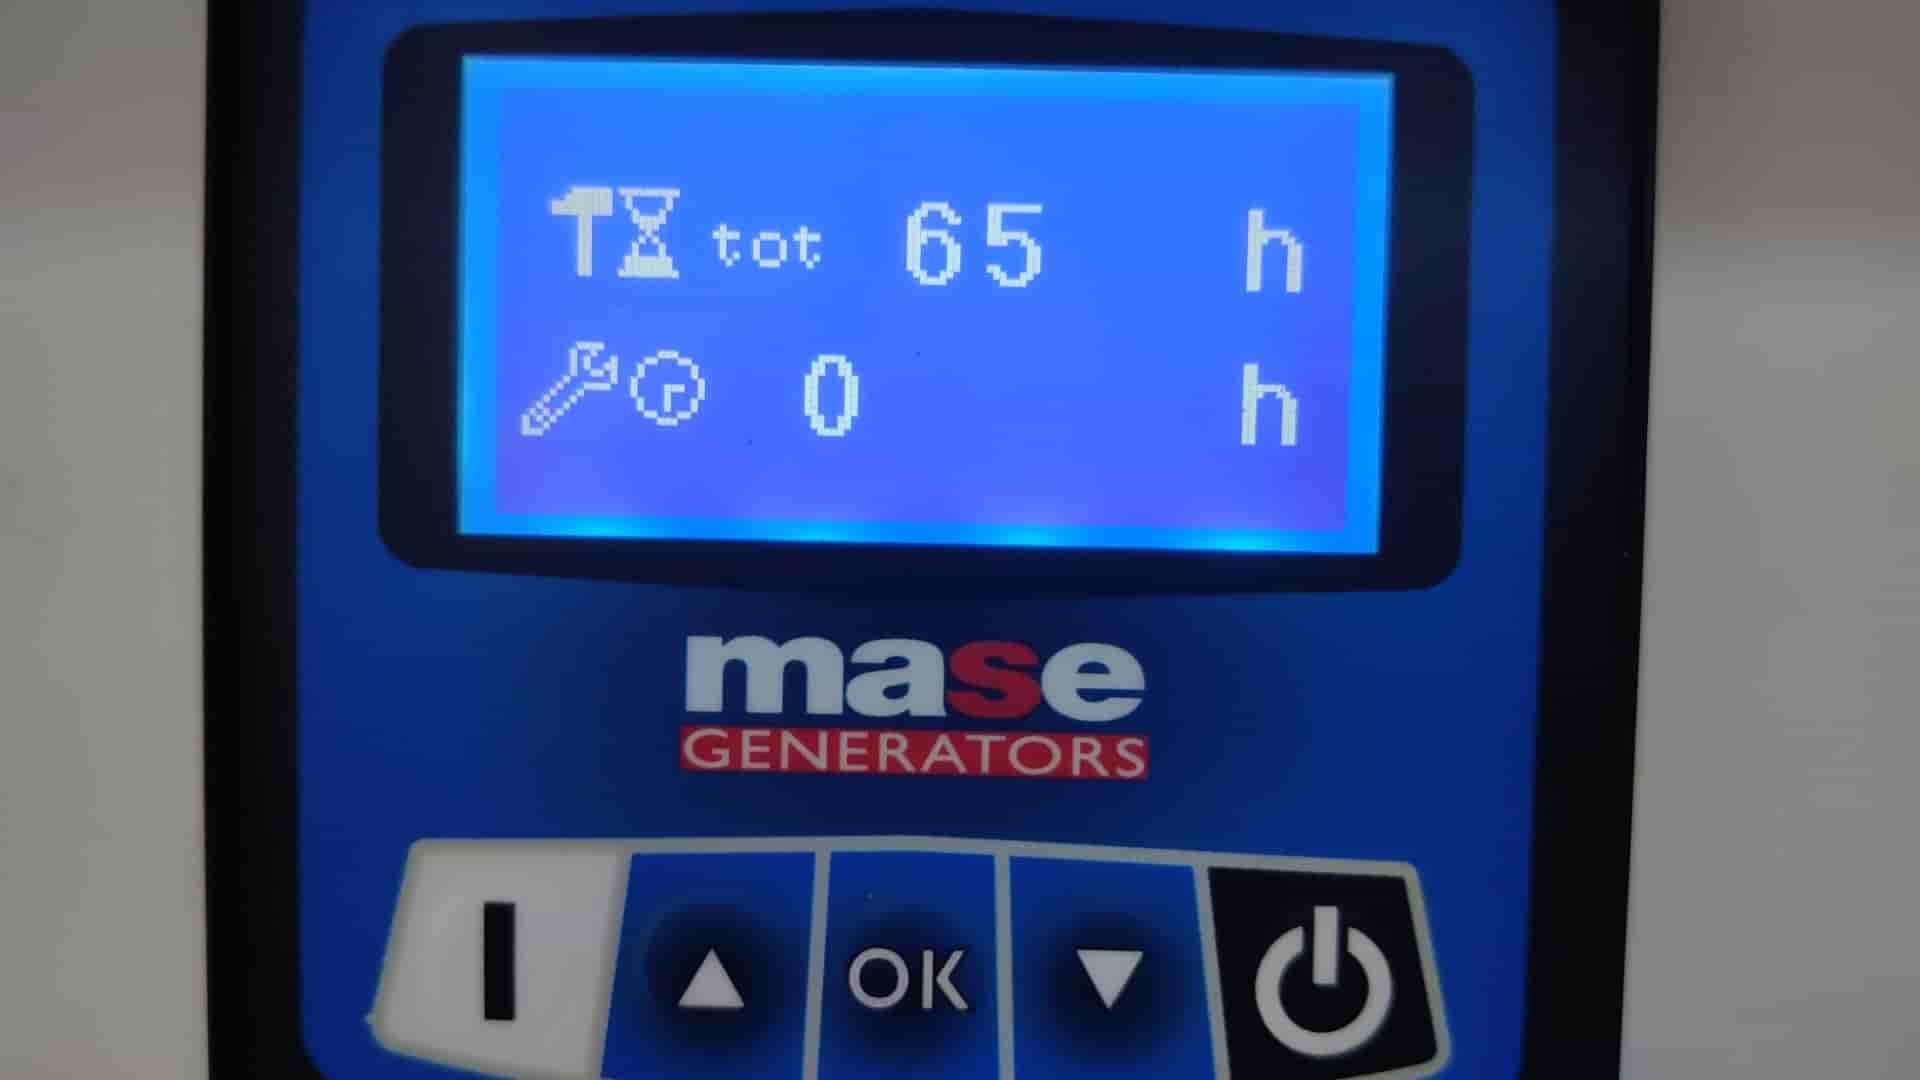 tot 65 h
0 h
mase
GENERATORS
I OK